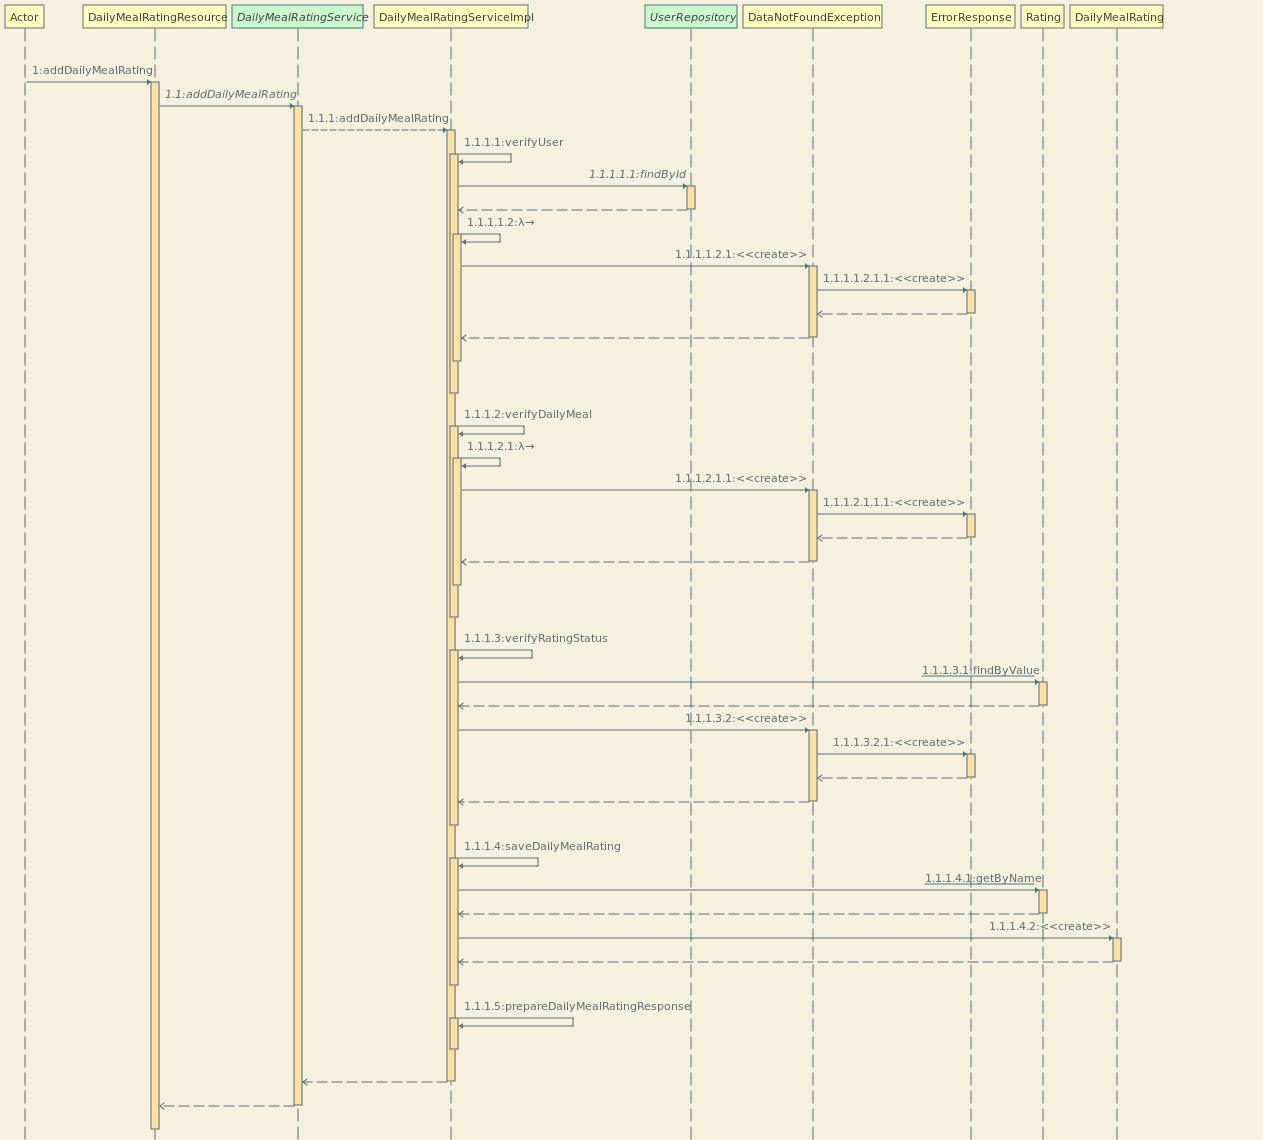 Actor
DailyMealRatingResource
DailyMealRatingService
DailyMealRatingServiceImpl
UserRepository
DataNotFoundException
ErrorResponse
Rating
DailyMealRating
1:addDailyMealRating
1.1:addDailyMealRating
1.1.1:addDailyMealRating
1.1.1.1:verifyUser
1.1.1.1.1:findById
1.1.1.1.2:λ→
1.1.1.1.2.1:<<create>>
1.1.1.1.2.1.1:<<create>>
1.1.1.2:verifyDailyMeal
1.1.1.2.1:λ→
1.1.1.2.1.1:<<create>>
1.1.1.2.1.1.1:<<create>>
1.1.1.3:verifyRatingStatus
1.1.1.3.1:findByValue
1.1.1.3.2:<<create>>
1.1.1.3.2.1:<<create>>
1.1.1.4:saveDailyMealRating
1.1.1.4.1:getByName
1.1.1.4.2:<<create>>
1.1.1.5:prepareDailyMealRatingResponse